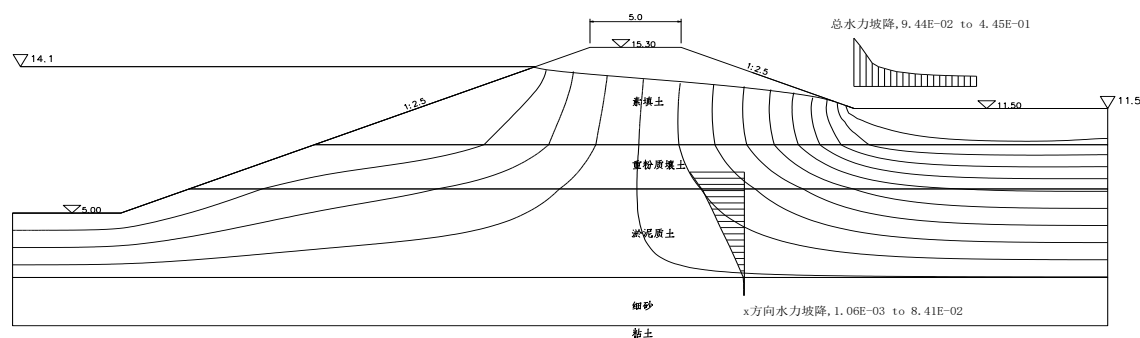 5.0
总水力坡降,9.44E-02 to 4.45E-01
15.30
14.1
1:2.5
1:2.5
素填土
11.50
11.5
重粉质壤土
5.00
淤泥质土
细砂
x方向水力坡降,1.06E-03 to 8.41E-02
粘土